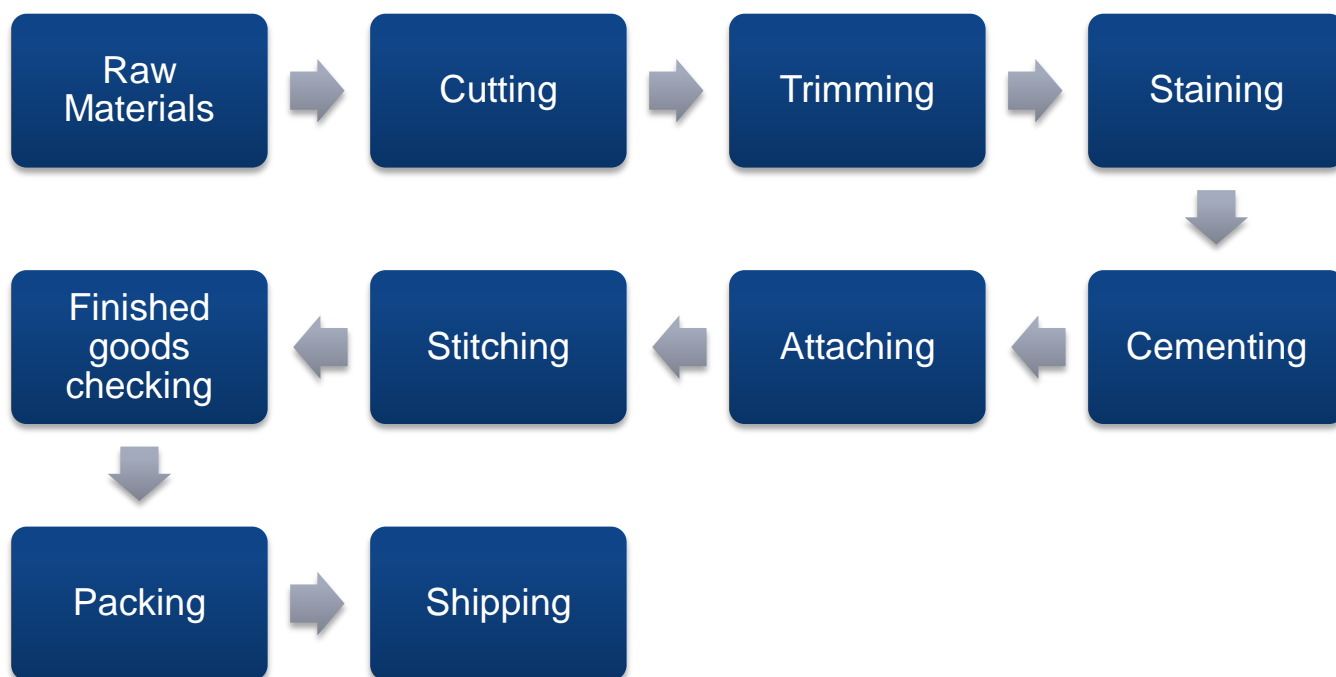 Raw
Materials
Cutting
Trimming
Staining
Cementing
Attaching
Stitching
Finished
goods
checking
Packing
Shipping